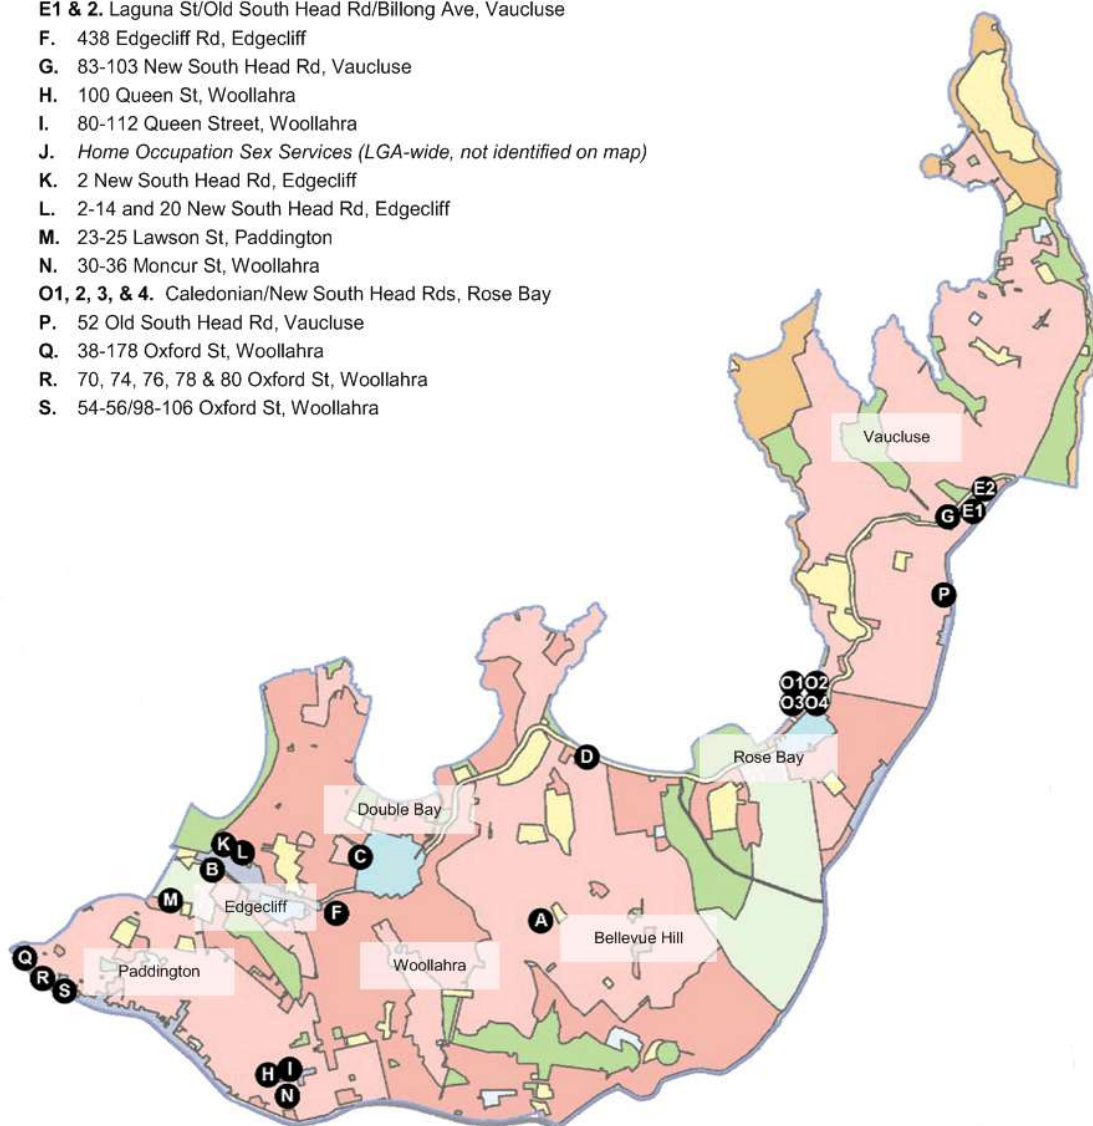 E1 & 2. Laguna St/Old South Head Rd/Billong Ave, Vaucluse
F. 438 Edgecliff Rd, Edgecliff
G. 83-103 New South Head Rd, Vaucluse
H. 100 Queen St, Woollahra
I. 80-112 Queen Street, Woollahra
J. Home Occupation Sex Services (LGA-wide, not identified on map)
K. 2 New South Head Rd, Edgecliff
L. 2-14 and 20 New South Head Rd, Edgecliff
M. 23-25 Lawson St, Paddington
N. 30-36 Moncur St, Woollahra
O1, 2, 3, & 4. Caledonian/New South Head Rds, Rose Bay
P. 52 Old South Head Rd, Vaucluse
Q. 38-178 Oxford St, Woollahra
R. 70, 74, 76, 78 & 80 Oxford St, Woollahra
S. 54-56/98-106 Oxford St, Woollahra
Vaucluse
E2
G E1
P
O1 O2
O3 O4
D
Rose Bay
Double Bay
K L
C
B
M
Edgecliff
F
A
Bellevue Hill
Q
Woollahra
Paddington
R
S
H I
N